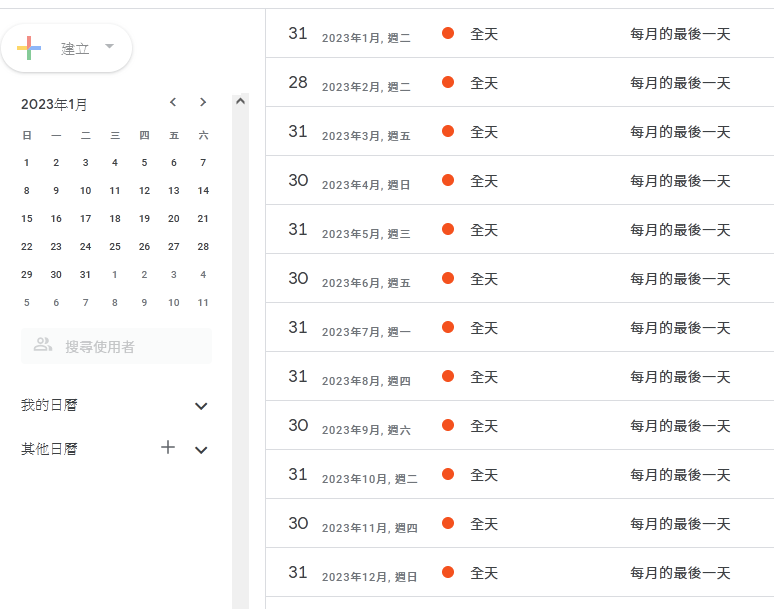 建立
2023年1月
日 一 二 三 四 五 六
1 2 3 4 5 6 7
8 9 10 11 12 13 14
15 16 17 18 19 20 21
22 23 24 25 26 27 28
29 30 31 1 2 3 4
5 6 7 8 9 10 11
搜尋使用者
我的日曆
其他日曆
31 2023年1月, 週二 全天 每月的最後一天
28 2023年2月, 週二 全天 每月的最後一天
31 2023年3月, 週五 全天 每月的最後一天
30 2023年4月, 週日 全天 每月的最後一天
31 2023年5月, 週三 全天 每月的最後一天
30 2023年6月, 週五 全天 每月的最後一天
31 2023年7月, 週一 全天 每月的最後一天
31 2023年8月, 週四 全天 每月的最後一天
30 2023年9月, 週六 全天 每月的最後一天
31 2023年10月, 週二 全天 每月的最後一天
30 2023年11月, 週四 全天 每月的最後一天
31 2023年12月, 週日 全天 每月的最後一天